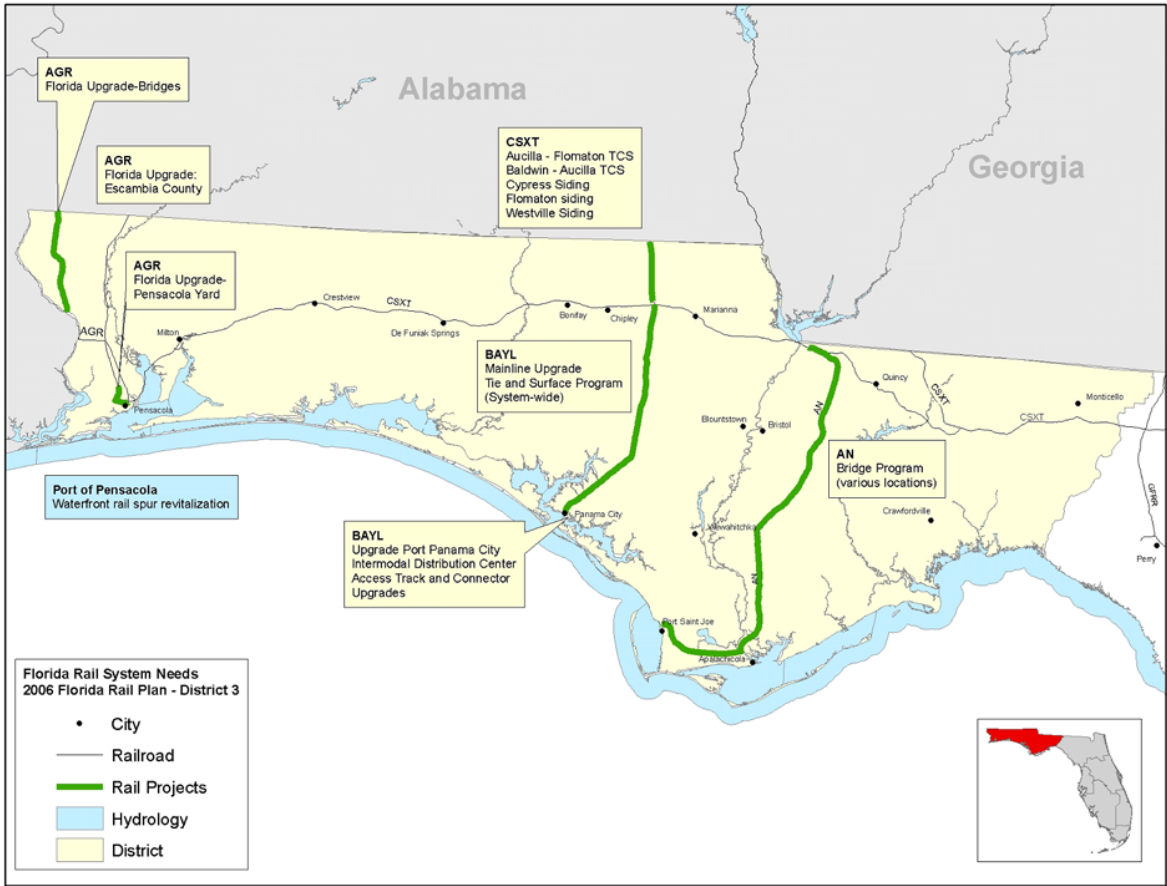 AGR
Florida Upgrade-Bridges
Alabama
AGR
Florida Upgrade:
Escambia County
CSXT
Aucilla - Flomaton TCS
Baldwin - Aucilla TCS
Cypress Siding
Flomaton siding
Westville Siding
Georgia
AGR
Florida Upgrade-
Pensacola Yard
Crestview
CSXT
De Funiak Springs
Bonifay
Chipley
Marianna
AGR
Milton
BAYL
Mainline Upgrade
Tie and Surface Program
(System-wide)
Quincy
CSXT
Monticello
CSXT
Pensacola
AN
Blountstown
Bristol
AN
Bridge Program
(various locations)
Port of Pensacola
Waterfront rail spur revitalization
GFRR
Crawfordville
Panama City
Wewahitchka
Perry
BAYL
Upgrade Port Panama City
Intermodal Distribution Center
Access Track and Connector
Upgrades
AN
Port Saint Joe
Apalachicola
Florida Rail System Needs
2006 Florida Rail Plan - District 3
City
Railroad
Rail Projects
Hydrology
District